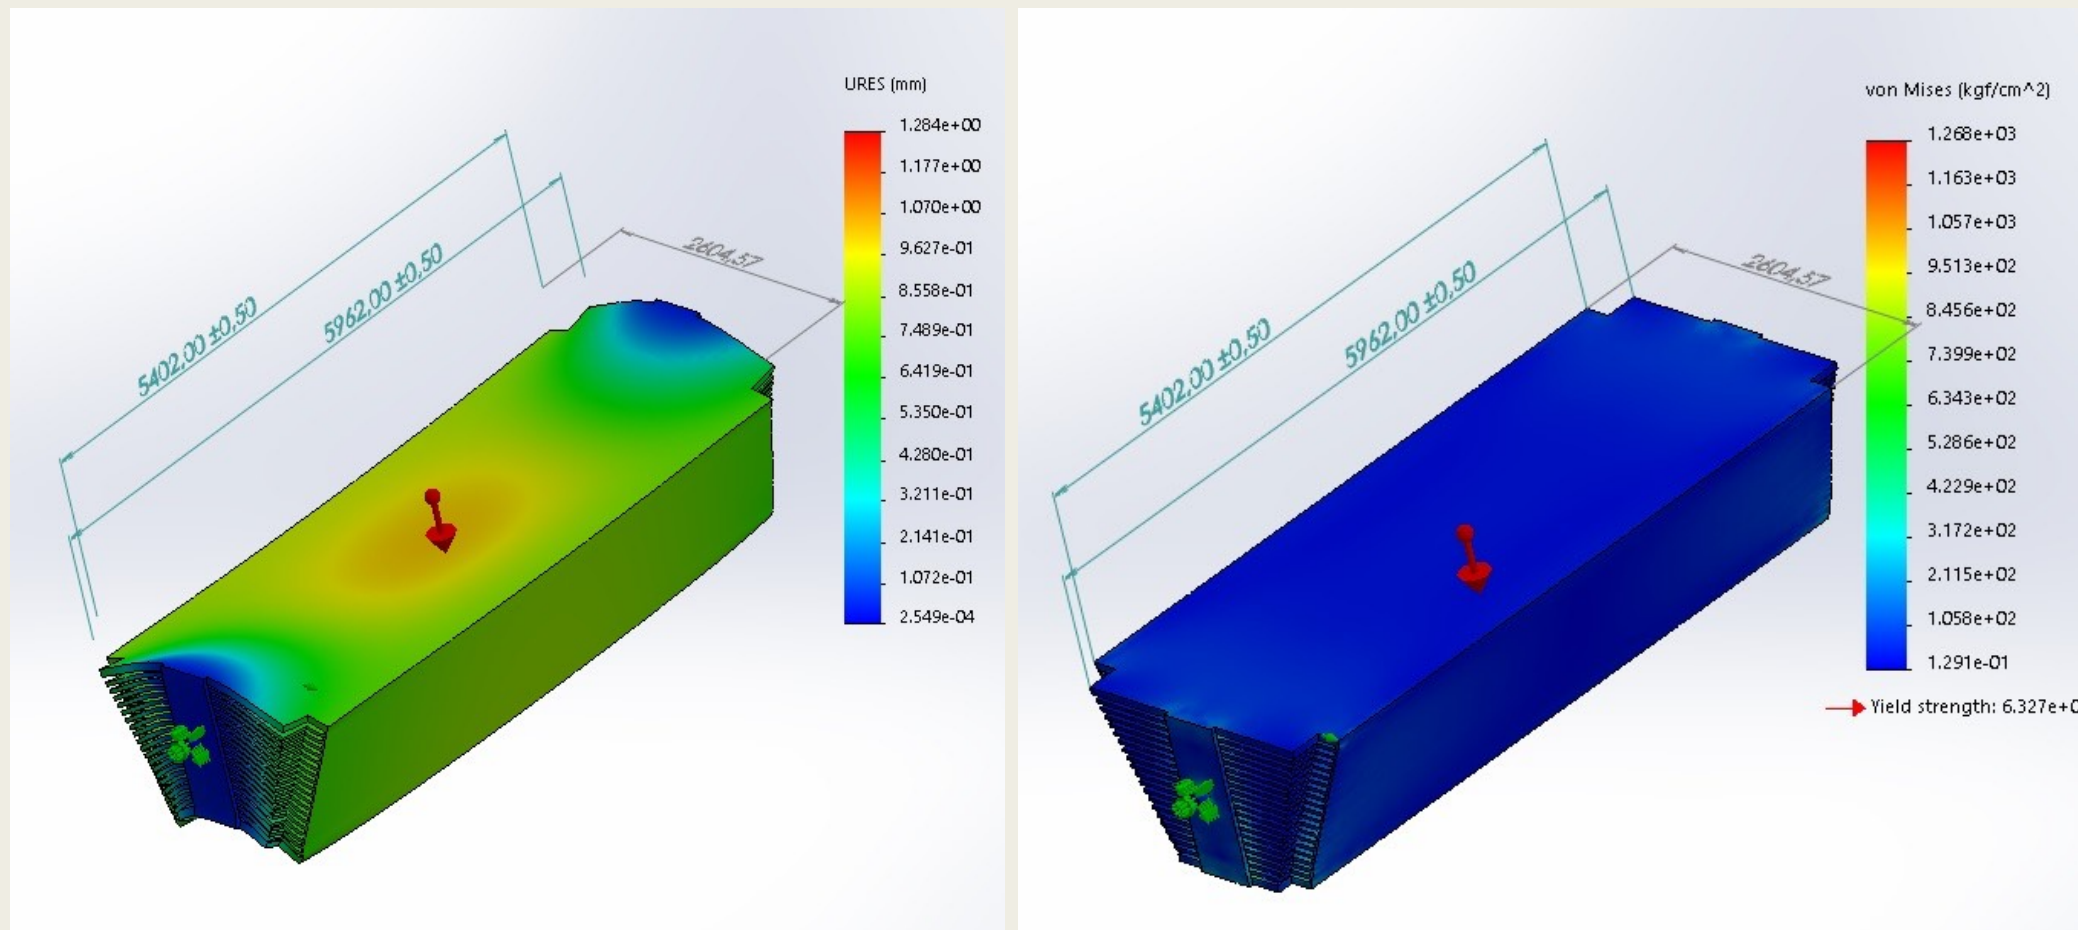 URES (mm)
1.284e+00
1.177e+00
1.070e+00
9.627e-01
8.558e-01
7.489e-01
6.419e-01
5.350e-01
4.280e-01
3.211e-01
2.141e-01
1.072e-01
2.549e-04
5402,00 ±0,50
5962,00 ±0,50
2604,57
von Mises (kgf/cm^2)
1.268e+03
1.163e+03
1.057e+03
9.513e+02
8.456e+02
7.399e+02
6.343e+02
5.286e+02
4.229e+02
3.172e+02
2.115e+02
1.058e+02
1.291e-01
Yield strength: 6.327e+0
5402,00 ±0,50
5962,00 ±0,50
2604,57